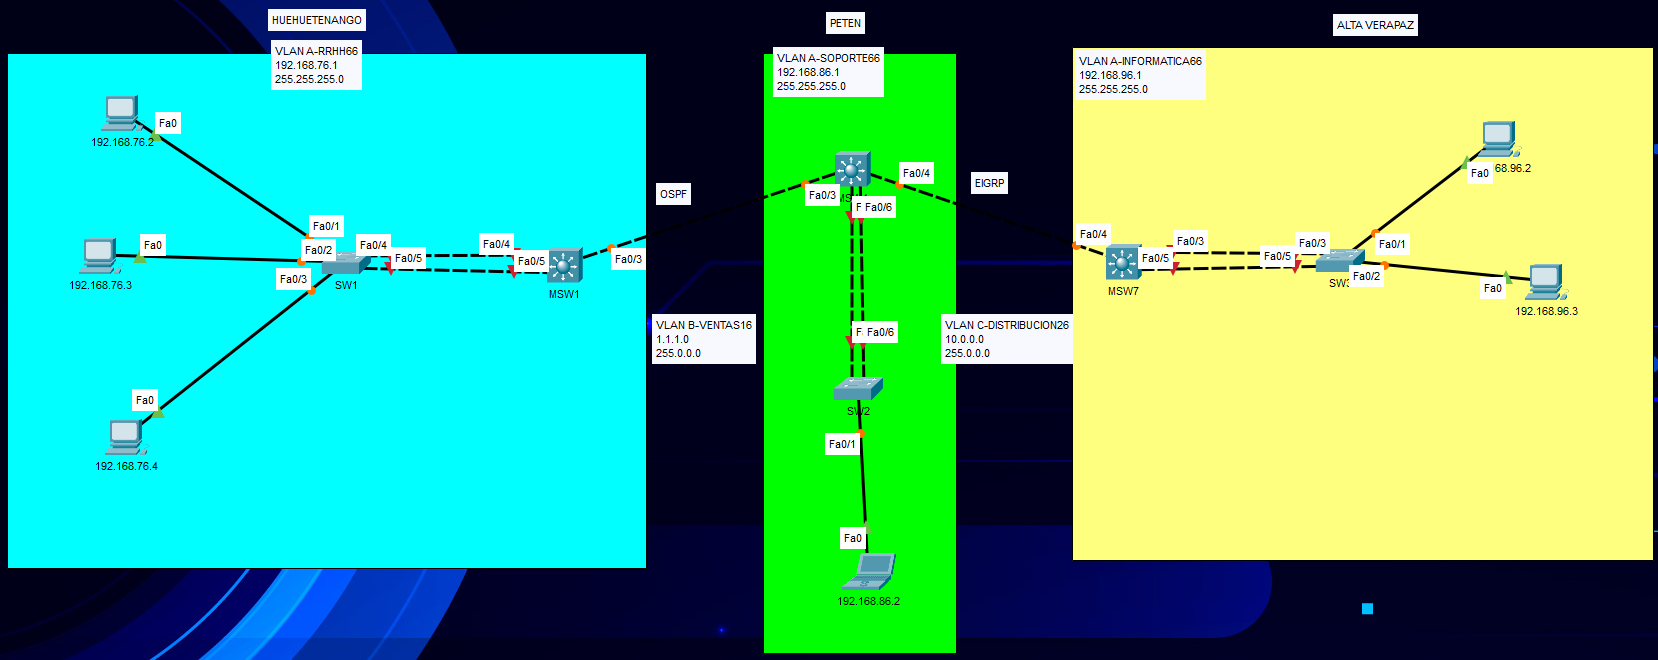 HUEHUETENANGO
VLAN A-RRHH66
192.168.76.1
255.255.255.0
Fa0
192.168.76.2
Fa0
192.168.76.3
Fa0
192.168.76.4
Fa0/1
Fa0/2
Fa0/3
Fa0/4
Fa0/5
SW1
Fa0/4
Fa0/5
MSW1
Fa0/3
OSPF
VLAN B-VENTAS16
1.1.1.0
255.0.0.0
PETEN
VLAN A-SOPORTE66
192.168.86.1
255.255.255.0
Fa0/3
Fa0/4
Fa0/6
Fa0/6
SW2
Fa0/1
Fa0
192.168.86.2
EIGRP
VLAN C-DISTRIBUCION26
10.0.0.0
255.0.0.0
ALTA VERAPAZ
VLAN A-INFORMATICA66
192.168.96.1
255.255.255.0
Fa0/4
Fa0/5
Fa0/3
MSW7
Fa0/3
Fa0/5
Fa0/1
Fa0/2
Fa0
68.96.2
Fa0
192.168.96.3